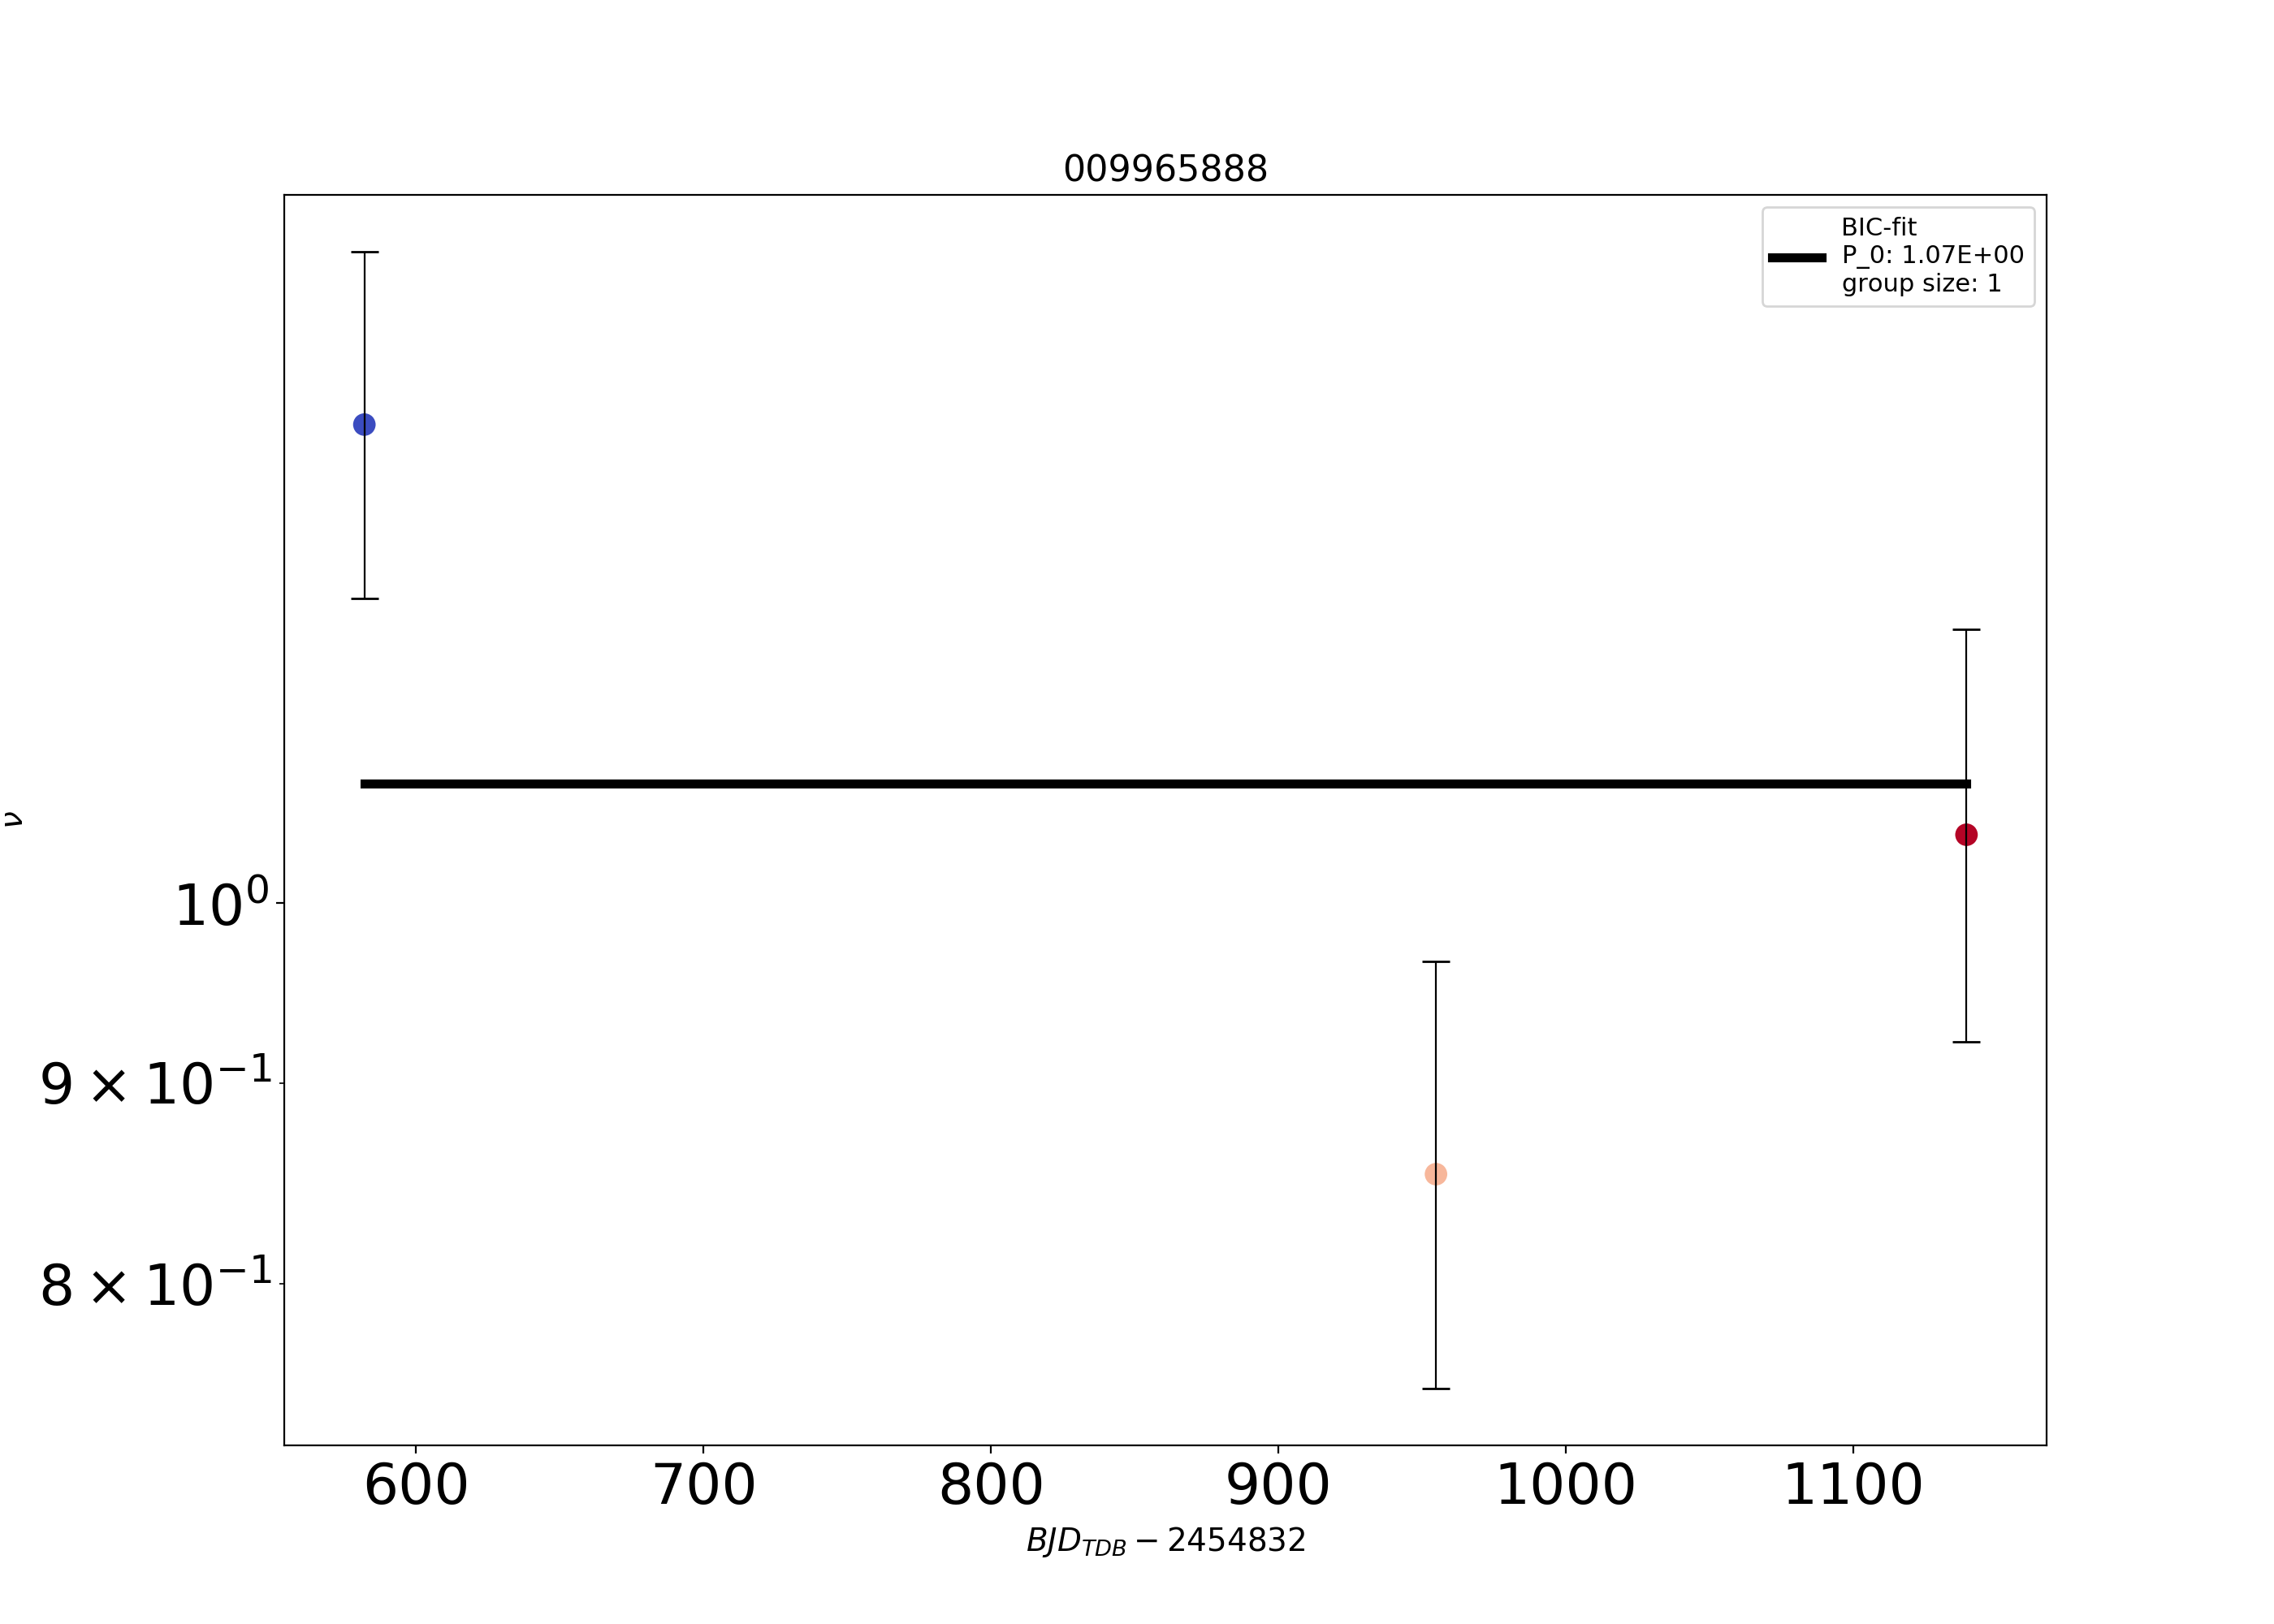 009965888
BIC-fit
P_0: 1.07E+00
group size: 1
ν
10⁰
9 × 10⁻¹
8 × 10⁻¹
600 700 800 900 1000 1100
BJD_TDB − 2454832